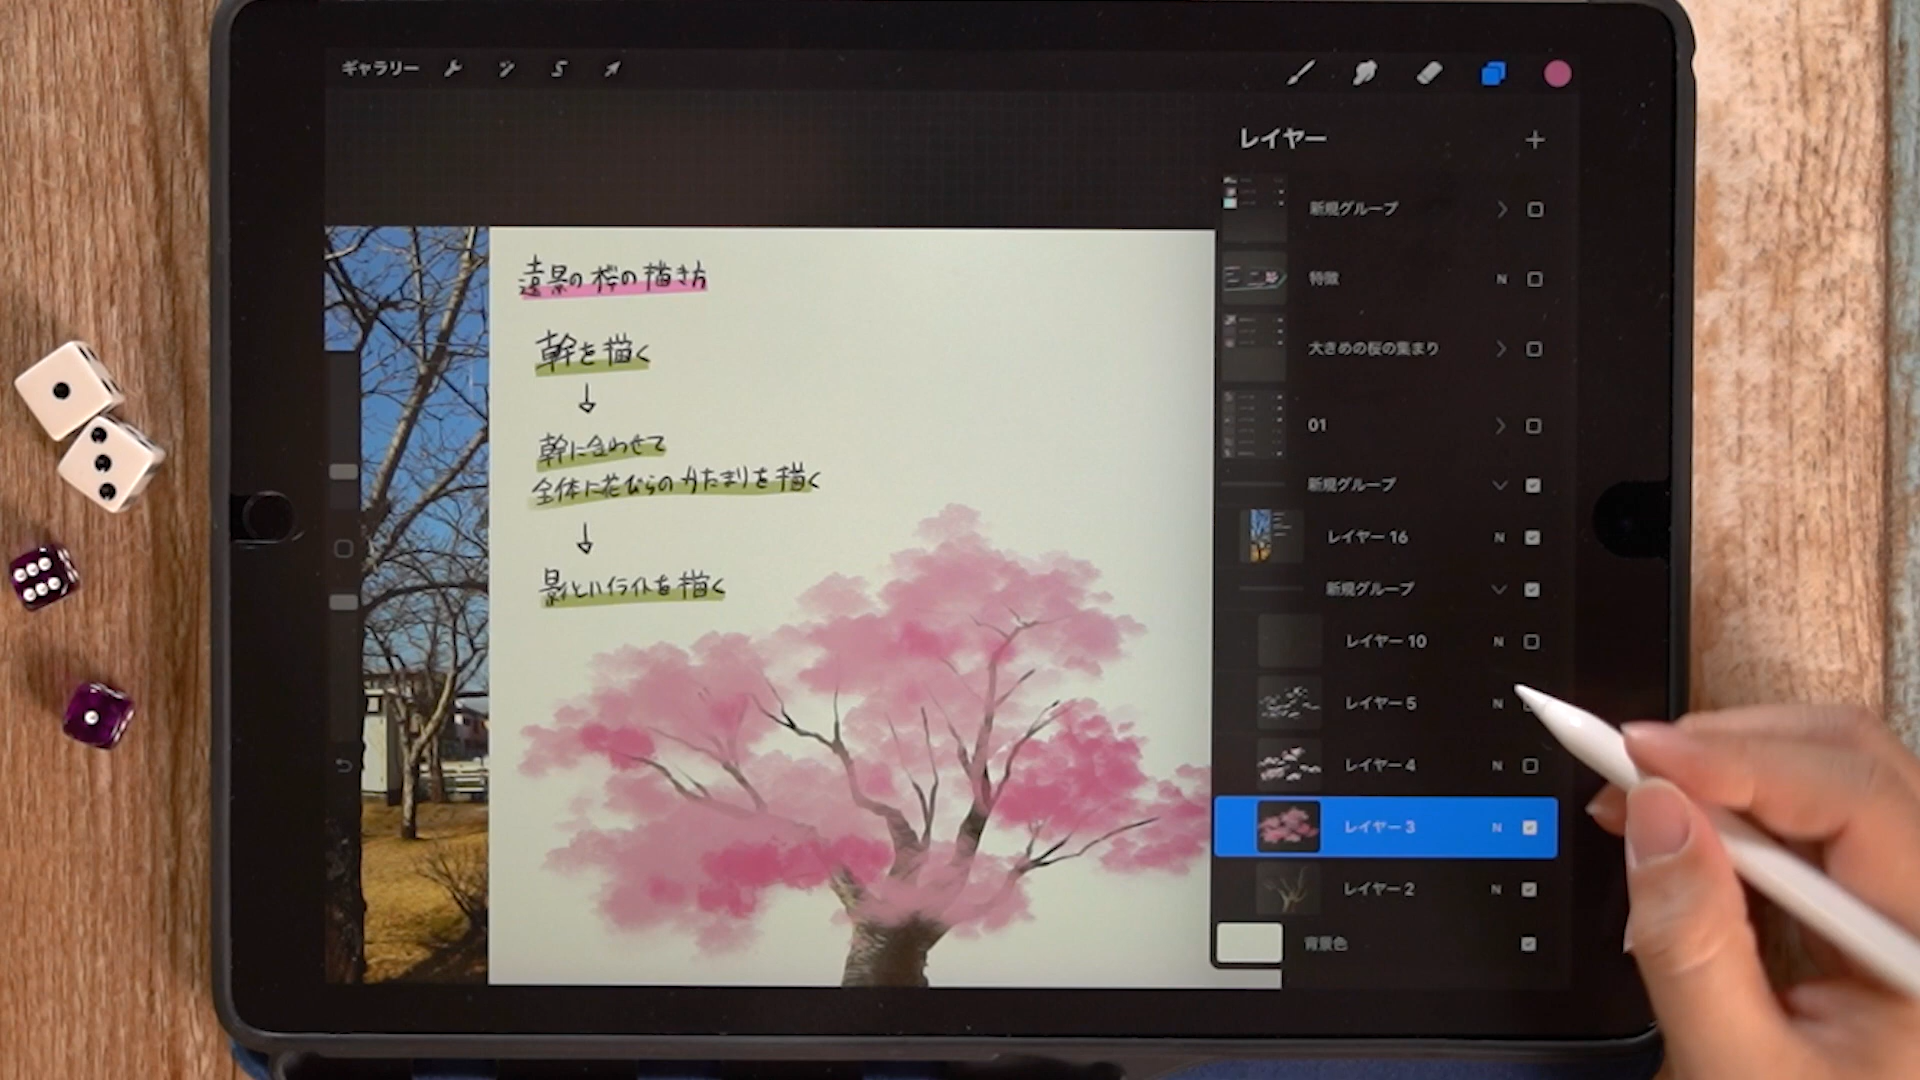 ギャラリー
遠景の桜の描き方
幹を描く
↓
幹に合わせて
全体に花びらのかたまりを描く
↓
影とハイライトを描く
レイヤー
新規グループ
特徴 N
大きめの桜の集まり
01
新規グループ
レイヤー 16 N
新規グループ
レイヤー 10 N
レイヤー 5 N
レイヤー 4 N
レイヤー 3 N
レイヤー 2 N
背景色